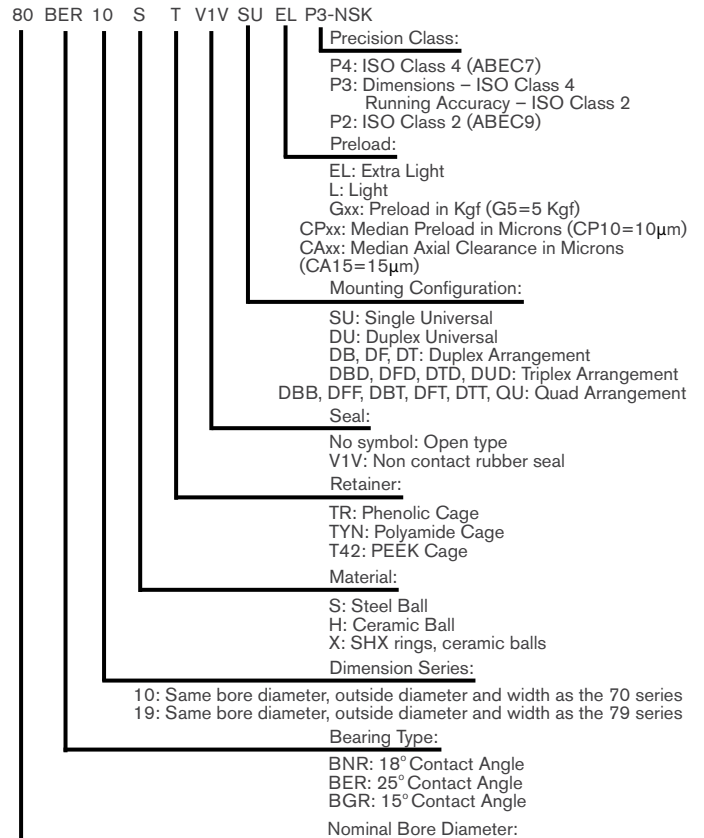 80 BER 10 S T V1V SU EL P3-NSK
Precision Class:
P4: ISO Class 4 (ABEC7)
P3: Dimensions – ISO Class 4
Running Accuracy – ISO Class 2
P2: ISO Class 2 (ABEC9)
Preload:
EL: Extra Light
L: Light
Gxx: Preload in Kgf (G5=5 Kgf)
CPxx: Median Preload in Microns (CP10=10µm)
CAxx: Median Axial Clearance in Microns
(CA15=15µm)
Mounting Configuration:
SU: Single Universal
DU: Duplex Universal
DB, DF, DT: Duplex Arrangement
DBD, DFD, DTD, DUD: Triplex Arrangement
DBB, DFF, DBT, DFT, DTT, QU: Quad Arrangement
Seal:
No symbol: Open type
V1V: Non contact rubber seal
Retainer:
TR: Phenolic Cage
TYN: Polyamide Cage
T42: PEEK Cage
Material:
S: Steel Ball
H: Ceramic Ball
X: SHX rings, ceramic balls
Dimension Series:
10: Same bore diameter, outside diameter and width as the 70 series
19: Same bore diameter, outside diameter and width as the 79 series
Bearing Type:
BNR: 18° Contact Angle
BER: 25° Contact Angle
BGR: 15° Contact Angle
Nominal Bore Diameter: